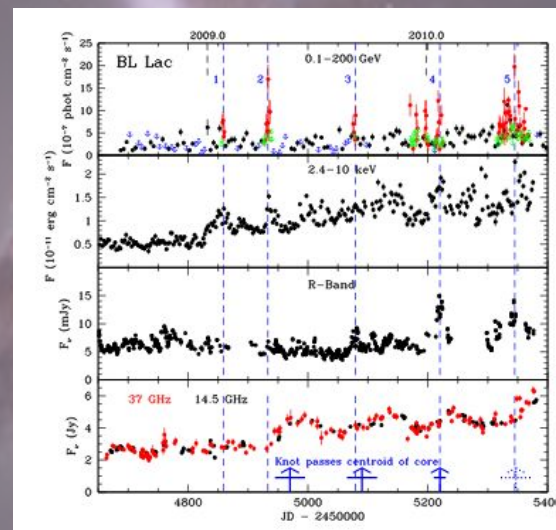 2009.0 2010.0
BL Lac
0.1-200 GeV
1 2 3 4 5
F (10⁻⁷ phot cm⁻² s⁻¹)
25
20
15
10
5
0
2.4-10 keV
F (10⁻¹¹ erg cm⁻² s⁻¹)
2
1.5
1
0.5
R-Band
Fᵥ (mJy)
15
10
5
0
37 GHz 14.5 GHz
Fᵥ (Jy)
6
4
2
0
Knot passes centroid of core
4800 5000 5200 540
JD - 2450000